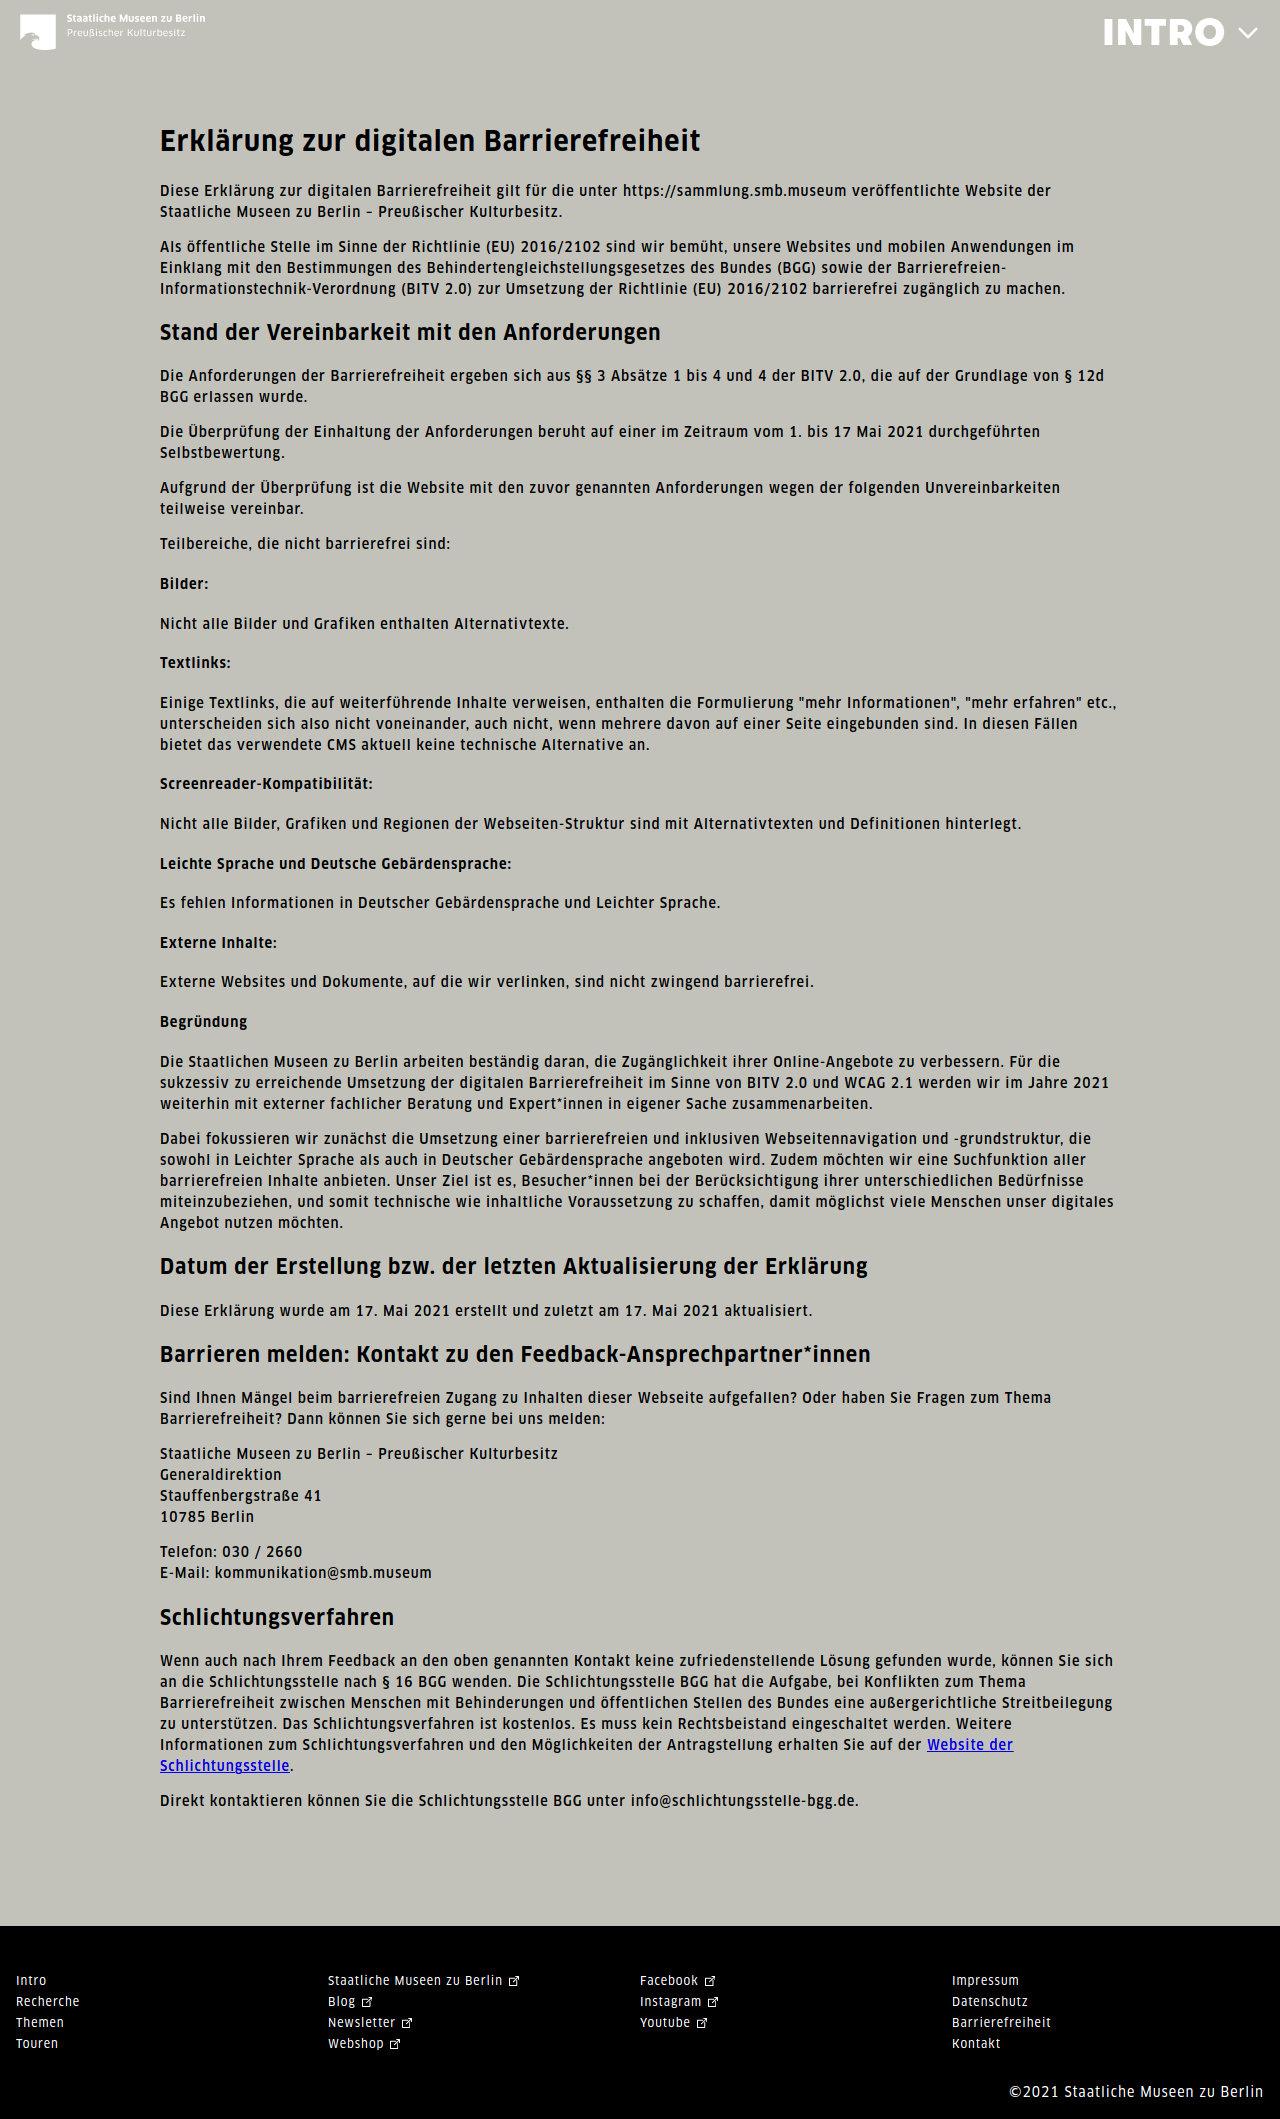 Staatliche Museen zu Berlin
Preußischer Kulturbesitz
INTRO
Erklärung zur digitalen Barrierefreiheit
Diese Erklärung zur digitalen Barrierefreiheit gilt für die unter https://sammlung.smb.museum veröffentlichte Website der
Staatliche Museen zu Berlin – Preußischer Kulturbesitz.
Als öffentliche Stelle im Sinne der Richtlinie (EU) 2016/2102 sind wir bemüht, unsere Websites und mobilen Anwendungen im
Einklang mit den Bestimmungen des Behindertengleichstellungsgesetzes des Bundes (BGG) sowie der Barrierefreien-
Informationstechnik-Verordnung (BITV 2.0) zur Umsetzung der Richtlinie (EU) 2016/2102 barrierefrei zugänglich zu machen.
Stand der Vereinbarkeit mit den Anforderungen
Die Anforderungen der Barrierefreiheit ergeben sich aus §§ 3 Absätze 1 bis 4 und 4 der BITV 2.0, die auf der Grundlage von § 12d
BGG erlassen wurde.
Die Überprüfung der Einhaltung der Anforderungen beruht auf einer im Zeitraum vom 1. bis 17 Mai 2021 durchgeführten
Selbstbewertung.
Aufgrund der Überprüfung ist die Website mit den zuvor genannten Anforderungen wegen der folgenden Unvereinbarkeiten
teilweise vereinbar.
Teilbereiche, die nicht barrierefrei sind:
Bilder:
Nicht alle Bilder und Grafiken enthalten Alternativtexte.
Textlinks:
Einige Textlinks, die auf weiterführende Inhalte verweisen, enthalten die Formulierung "mehr Informationen", "mehr erfahren" etc.,
unterscheiden sich also nicht voneinander, auch nicht, wenn mehrere davon auf einer Seite eingebunden sind. In diesen Fällen
bietet das verwendete CMS aktuell keine technische Alternative an.
Screenreader-Kompatibilität:
Nicht alle Bilder, Grafiken und Regionen der Webseiten-Struktur sind mit Alternativtexten und Definitionen hinterlegt.
Leichte Sprache und Deutsche Gebärdensprache:
Es fehlen Informationen in Deutscher Gebärdensprache und Leichter Sprache.
Externe Inhalte:
Externe Websites und Dokumente, auf die wir verlinken, sind nicht zwingend barrierefrei.
Begründung
Die Staatlichen Museen zu Berlin arbeiten beständig daran, die Zugänglichkeit ihrer Online-Angebote zu verbessern. Für die
sukzessiv zu erreichende Umsetzung der digitalen Barrierefreiheit im Sinne von BITV 2.0 und WCAG 2.1 werden wir im Jahre 2021
weiterhin mit externer fachlicher Beratung und Expert*innen in eigener Sache zusammenarbeiten.
Dabei fokussieren wir zunächst die Umsetzung einer barrierefreien und inklusiven Webseitennavigation und -grundstruktur, die
sowohl in Leichter Sprache als auch in Deutscher Gebärdensprache angeboten wird. Zudem möchten wir eine Suchfunktion aller
barrierefreien Inhalte anbieten. Unser Ziel ist es, Besucher*innen bei der Berücksichtigung ihrer unterschiedlichen Bedürfnisse
miteinzubeziehen, und somit technische wie inhaltliche Voraussetzung zu schaffen, damit möglichst viele Menschen unser digitales
Angebot nutzen möchten.
Datum der Erstellung bzw. der letzten Aktualisierung der Erklärung
Diese Erklärung wurde am 17. Mai 2021 erstellt und zuletzt am 17. Mai 2021 aktualisiert.
Barrieren melden: Kontakt zu den Feedback-Ansprechpartner*innen
Sind Ihnen Mängel beim barrierefreien Zugang zu Inhalten dieser Webseite aufgefallen? Oder haben Sie Fragen zum Thema
Barrierefreiheit? Dann können Sie sich gerne bei uns melden:
Staatliche Museen zu Berlin – Preußischer Kulturbesitz
Generaldirektion
Stauffenbergstraße 41
10785 Berlin
Telefon: 030 / 2660
E-Mail: kommunikation@smb.museum
Schlichtungsverfahren
Wenn auch nach Ihrem Feedback an den oben genannten Kontakt keine zufriedenstellende Lösung gefunden wurde, können Sie sich
an die Schlichtungsstelle nach § 16 BGG wenden. Die Schlichtungsstelle BGG hat die Aufgabe, bei Konflikten zum Thema
Barrierefreiheit zwischen Menschen mit Behinderungen und öffentlichen Stellen des Bundes eine außergerichtliche Streitbeilegung
zu unterstützen. Das Schlichtungsverfahren ist kostenlos. Es muss kein Rechtsbeistand eingeschaltet werden. Weitere
Informationen zum Schlichtungsverfahren und den Möglichkeiten der Antragstellung erhalten Sie auf der Website der
Schlichtungsstelle.
Direkt kontaktieren können Sie die Schlichtungsstelle BGG unter info@schlichtungsstelle-bgg.de.
Intro
Recherche
Themen
Touren
Staatliche Museen zu Berlin
Blog
Newsletter
Webshop
Facebook
Instagram
Youtube
Impressum
Datenschutz
Barrierefreiheit
Kontakt
©2021 Staatliche Museen zu Berlin